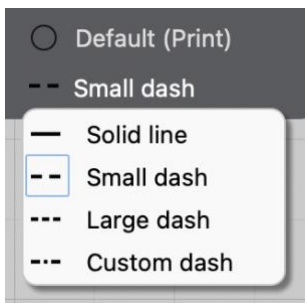 Default (Print)
Small dash
Solid line
Small dash
Large dash
Custom dash